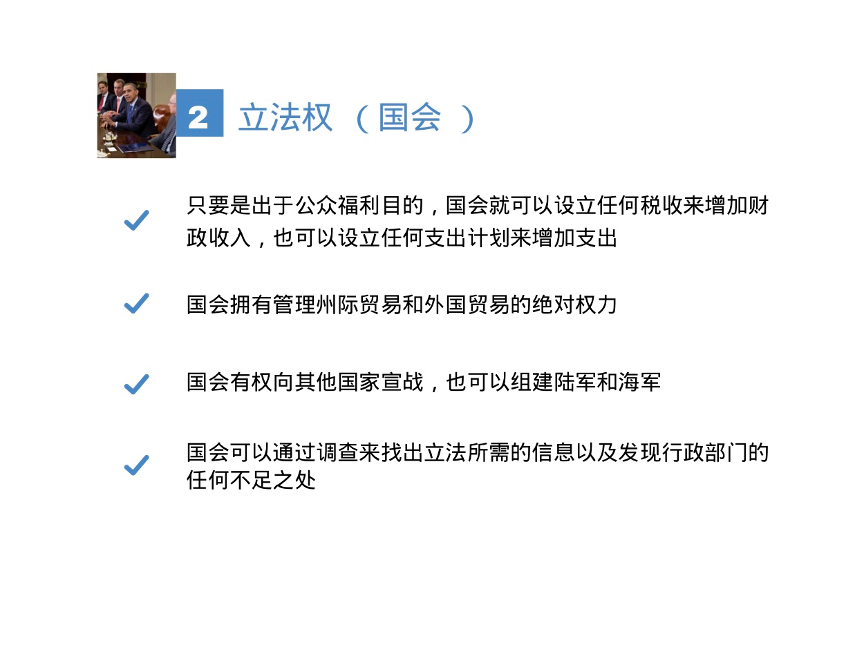 2 立法权 （国会 ）
只要是出于公众福利目的，国会就可以设立任何税收来增加财
政收入，也可以设立任何支出计划来增加支出
国会拥有管理州际贸易和外国贸易的绝对权力
国会有权向其他国家宣战，也可以组建陆军和海军
国会可以通过调查来找出立法所需的信息以及发现行政部门的
任何不足之处